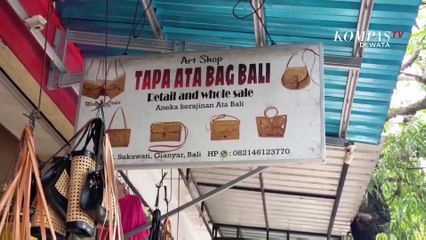 KOMPAS TV
DEWATA
Art Shop
TAPA ATA BAG BALI
Retail and whole sale
Aneka kerajinan Ata Bali
Sukawati, Gianyar, Bali HP 082146123770